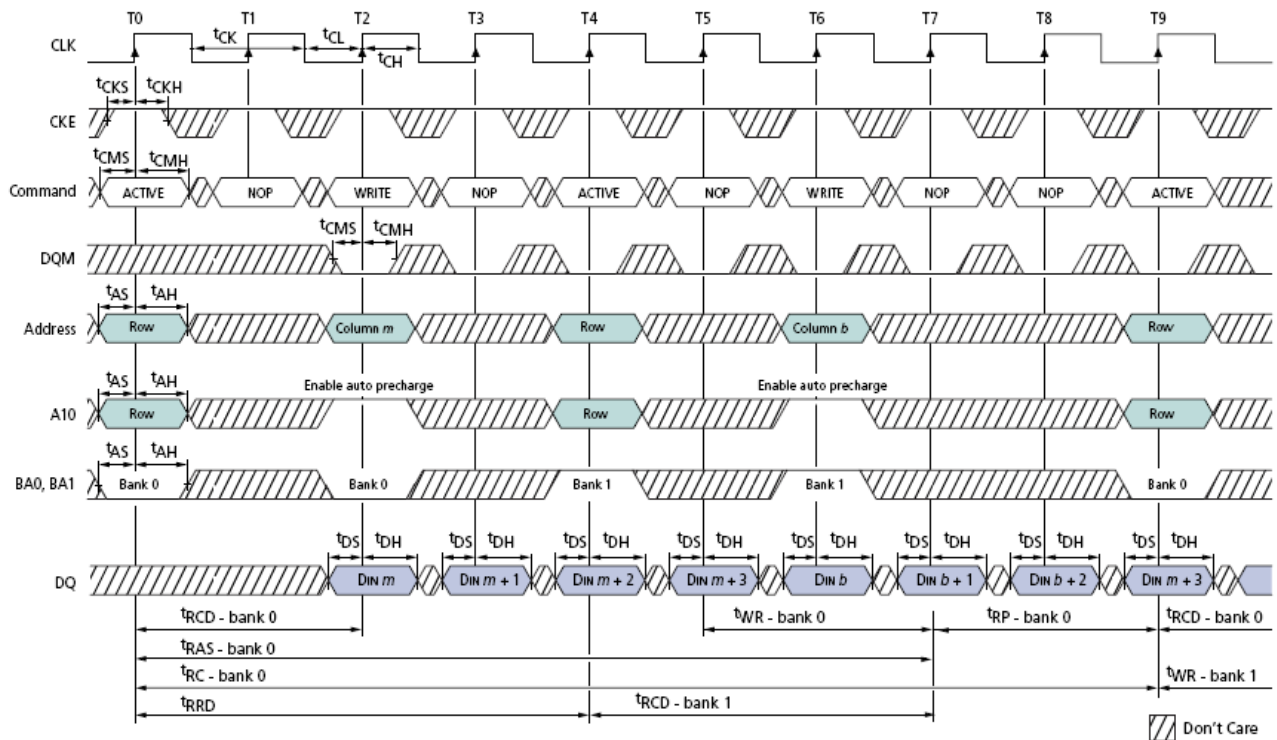 T0 T1 T2 T3 T4 T5 T6 T7 T8 T9
CLK tCK tCL
tCH
tCKS tCKH
CKE
tCMS tCMH
Command ACTIVE NOP WRITE NOP ACTIVE NOP WRITE NOP NOP ACTIVE
tCMS tCMH
DQM
tAS tAH
Address Row Column m Row Column b Row
tAS tAH Enable auto precharge Enable auto precharge
A10 Row Row Row
tAS tAH
BA0, BA1 Bank 0 Bank 0 Bank 1 Bank 1 Bank 0
tDS tDH tDS tDH tDS tDH tDS tDH tDS tDH tDS tDH tDS tDH tDS tDH
DQ DIN m DIN m + 1 DIN m + 2 DIN m + 3 DIN b DIN b + 1 DIN b + 2 DIN m + 3
tRCD - bank 0 tWR - bank 0 tRP - bank 0 tRCD - bank 0
tRAS - bank 0
tRC - bank 0 tWR - bank 1
tRRD tRCD - bank 1
Don't Care